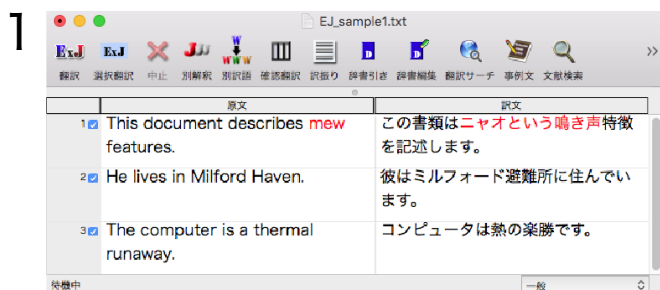 1
EJ_sample1.txt
翻訳 選択翻訳 中止 別解釈 別訳語 確認翻訳 訳振り 辞書引き 辞書編集 翻訳サーチ 事例文 文献検索
原文 訳文
1 This document describes mew features. この書類はニャオという鳴き声特徴を記述します。
2 He lives in Milford Haven. 彼はミルフォード避難所に住んでいます。
3 The computer is a thermal runaway. コンピュータは熱の楽勝です。
待機中 一般